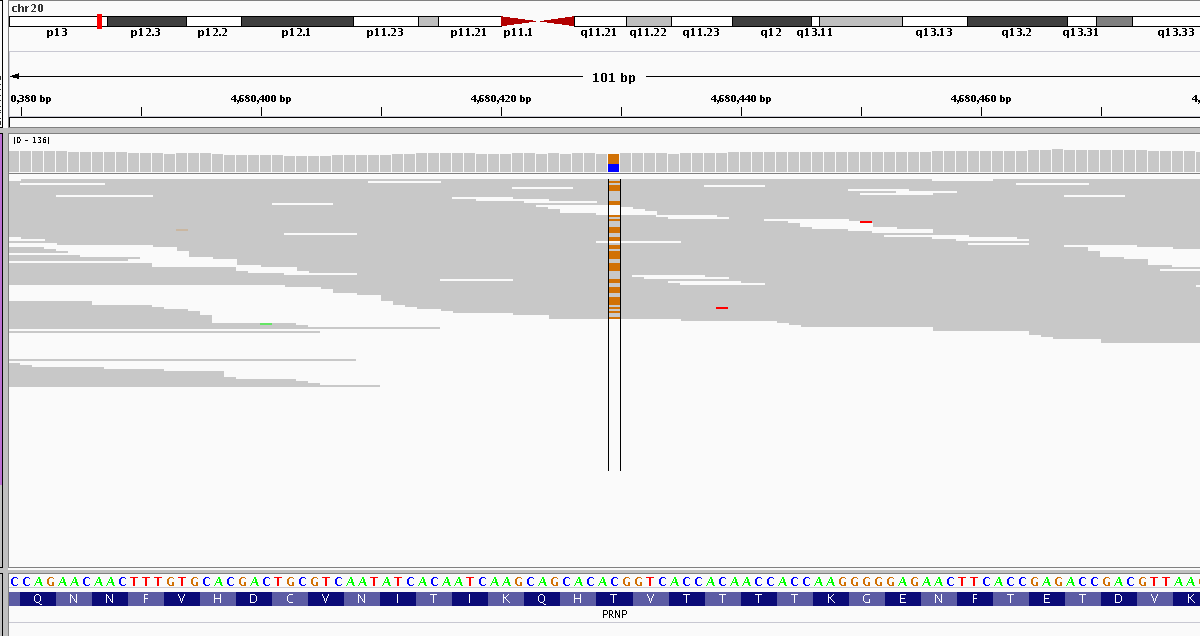 chr20
p13 p12.3 p12.2 p12.1 p11.23 p11.21 p11.1 q11.21 q11.22 q11.23 q12 q13.11 q13.13 q13.2 q13.31 q13.33
101 bp
0,380 bp 4,680,400 bp 4,680,420 bp 4,680,440 bp 4,680,460 bp 4,
[0 - 136]
C C A G A A C A A C T T T G T G C A C G A C T G C G T C A A T A T C A C A A T C A A G C A G C A C A C G G T C A C C A C A A C C A C C A A G G G G G A G A A C T T C A C C G A G A C C G A C G T T A A
Q N N F V H D C V N I T I K Q H T V T T T T K G E N F T E T D V K
PRNP